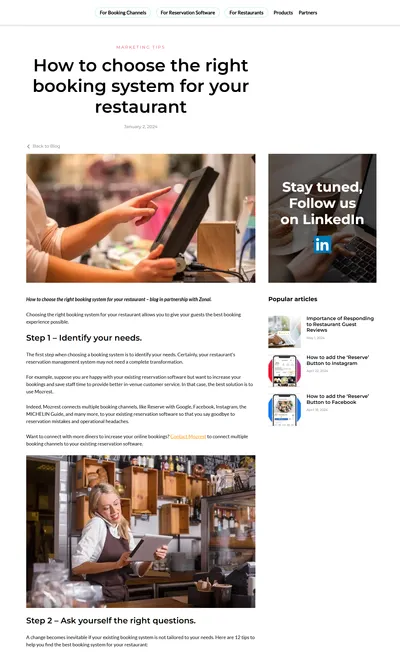 For Booking Channels
For Reservation Software
For Restaurants
Products
Partners
MARKETING TIPS
How to choose the right
booking system for your
restaurant
January 2, 2024
Back to Blog
Stay tuned,
Follow us
on LinkedIn
in
How to choose the right booking system for your restaurant – blog in partnership with Zonal.
Choosing the right booking system for your restaurant allows you to give your guests the best booking
experience possible.
Step 1 – Identify your needs.
The first step when choosing a booking system is to identify your needs. Certainly, your restaurant's
reservation management system may not need a complete transformation.
For example, suppose you are happy with your existing reservation software but want to increase your
bookings and save staff time to provide better in-venue customer service. In that case, the best solution is to
use Mozrest.
Indeed, Mozrest connects multiple booking channels, like Reserve with Google, Facebook, Instagram, the
MICHELIN Guide, and many more, to your existing reservation software so that you say goodbye to
reservation mistakes and operational headaches.
Want to connect with more diners to increase your online bookings? Contact Mozrest to connect multiple
booking channels to your existing reservation software.
Popular articles
Importance of Responding
to Restaurant Guest
Reviews
May 1, 2024
How to add the 'Reserve'
Button to Instagram
How to add the 'Reserve'
Button to Facebook
Step 2 – Ask yourself the right questions.
A change becomes inevitable if your existing booking system is not tailored to your needs. Here are 12 tips to
help you find the best booking system for your restaurant: